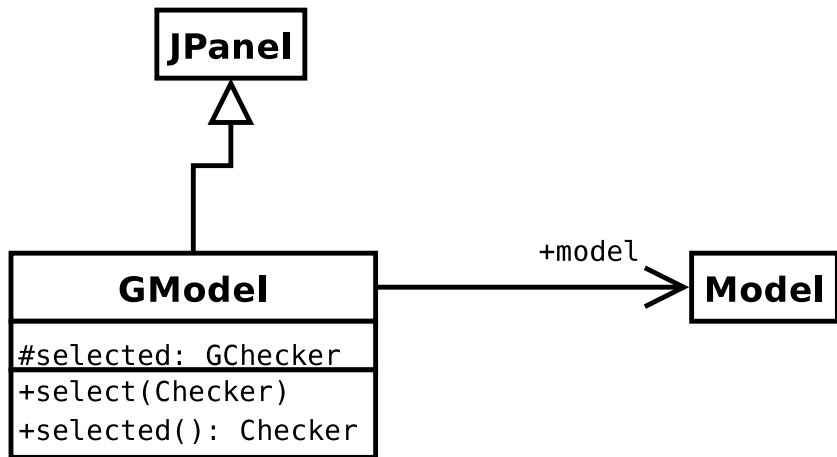 JPanel
+model
GModel
Model
#selected: GChecker
+select(Checker)
+selected(): Checker